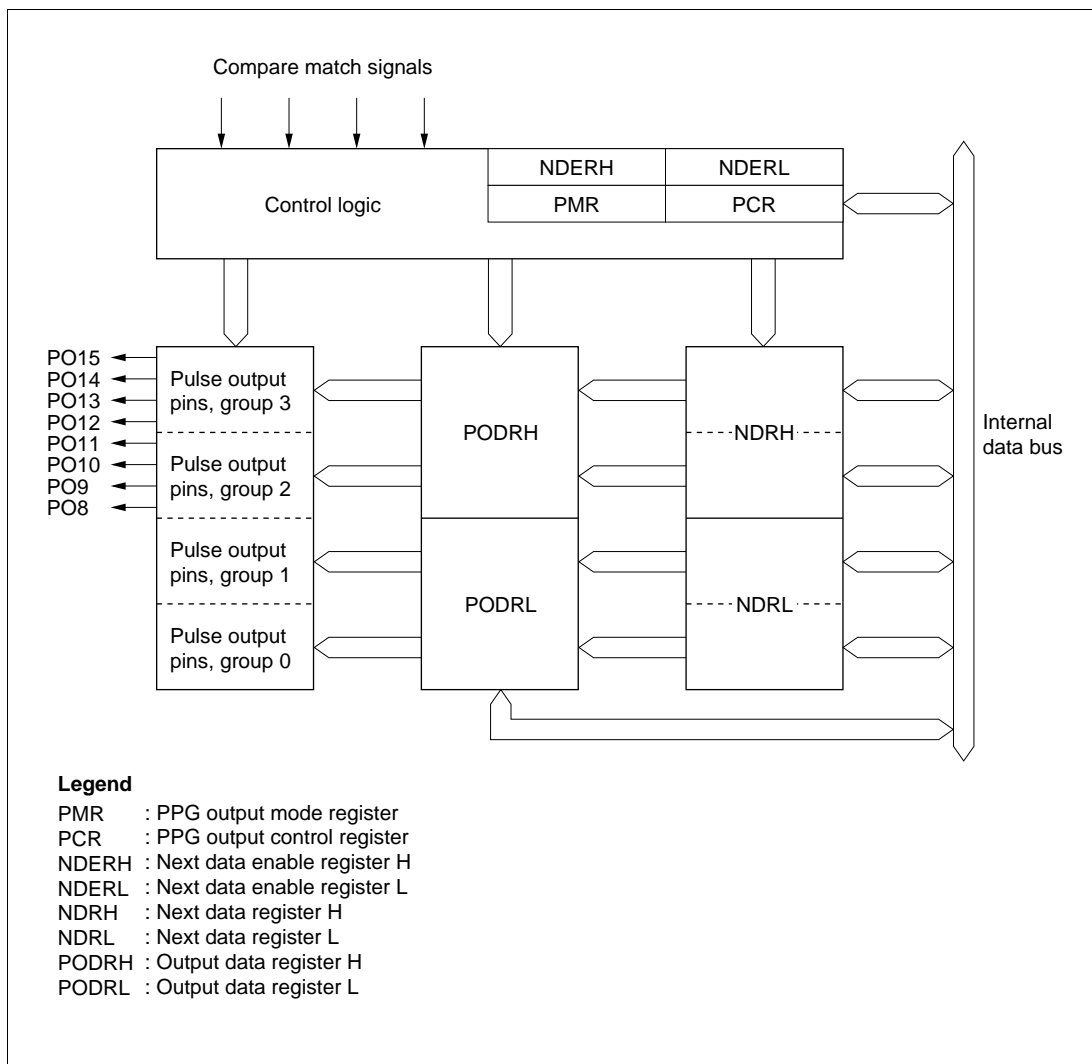 Compare match signals
NDERH NDERL
Control logic PMR PCR
PO15
PO14
PO13
PO12
PO11
PO10
PO9
PO8
Pulse output
pins, group 3
Pulse output
pins, group 2
Pulse output
pins, group 1
Pulse output
pins, group 0
PODRH
PODRL
NDRH
NDRL
Internal
data bus
Legend
PMR : PPG output mode register
PCR : PPG output control register
NDERH : Next data enable register H
NDERL : Next data enable register L
NDRH : Next data register H
NDRL : Next data register L
PODRH : Output data register H
PODRL : Output data register L